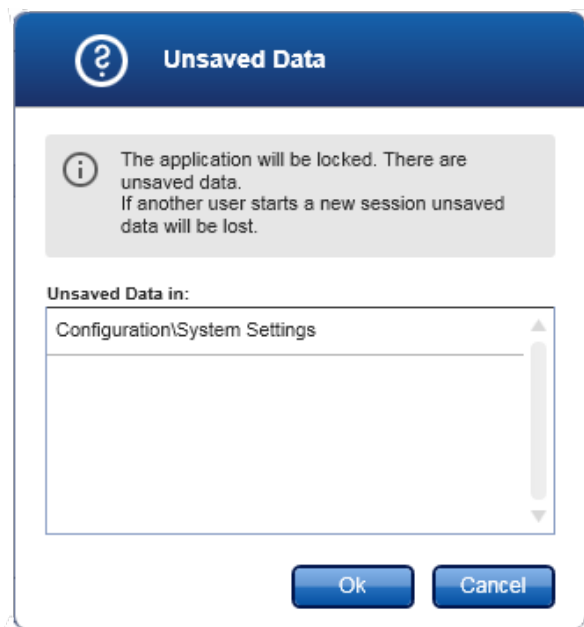 Unsaved Data
The application will be locked. There are
unsaved data.
If another user starts a new session unsaved
data will be lost.
Unsaved Data in:
Configuration\System Settings
Ok
Cancel